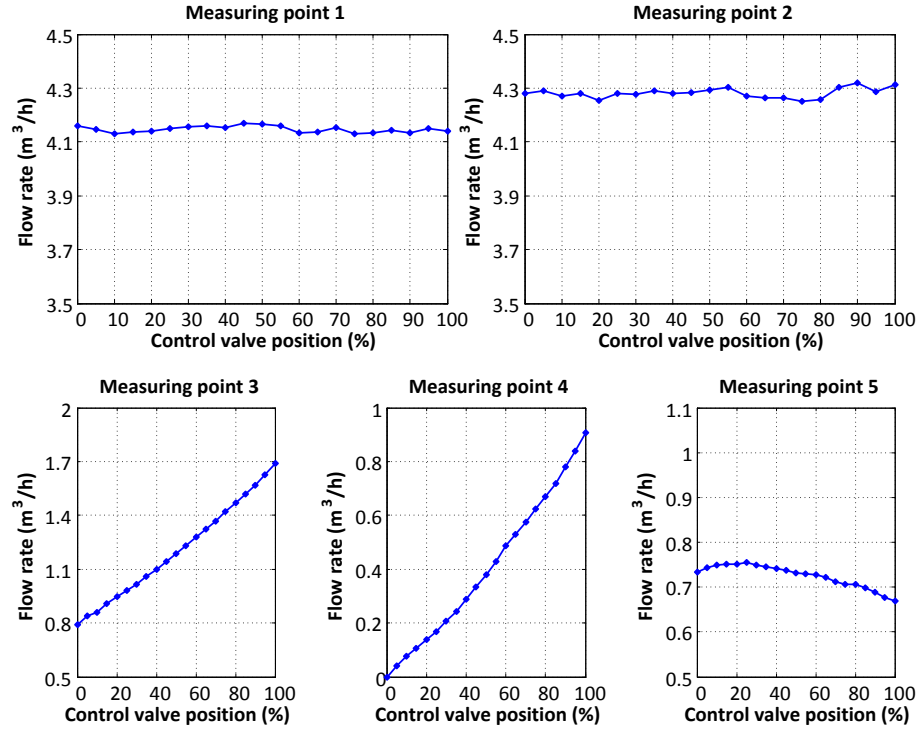 Measuring point 1
Measuring point 2
4.5
4.3
4.1
3.9
3.7
3.5
Flow rate (m³/h)
0 10 20 30 40 50 60 70 80 90 100
Control valve position (%)
4.5
4.3
4.1
3.9
3.7
3.5
Flow rate (m³/h)
0 10 20 30 40 50 60 70 80 90 100
Control valve position (%)
Measuring point 3
Measuring point 4
Measuring point 5
2
1.7
1.4
1.1
0.8
0.5
Flow rate (m³/h)
0 20 40 60 80 100
Control valve position (%)
1
0.8
0.6
0.4
0.2
0
Flow rate (m³/h)
0 20 40 60 80 100
Control valve position (%)
1.1
1
0.9
0.8
0.7
0.6
0.5
Flow rate (m³/h)
0 20 40 60 80 100
Control valve position (%)